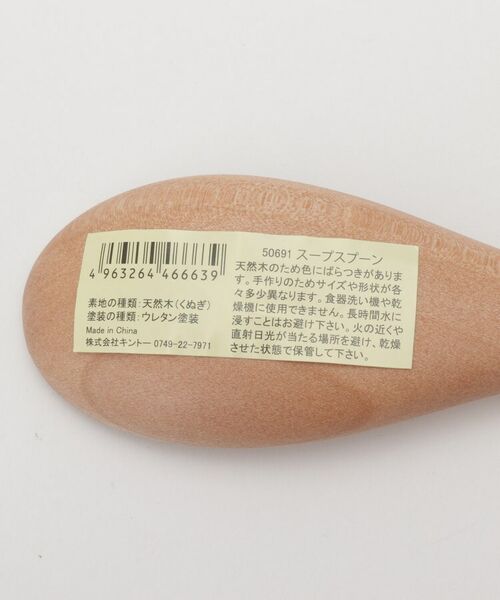 4 963264 466639
素地の種類:天然木(くぬぎ)
塗装の種類:ウレタン塗装
Made in China
株式会社キントー 0749-22-7971
50691 スープスプーン
天然木のため色にばらつきがありま
す。手作りのためサイズや形状が各
々多少異なります。食器洗い機や乾
燥機に使用できません。長時間水に
浸すことはお避け下さい。火の近くや
直射日光が当たる場所を避け、乾燥
させた状態で保管して下さい。